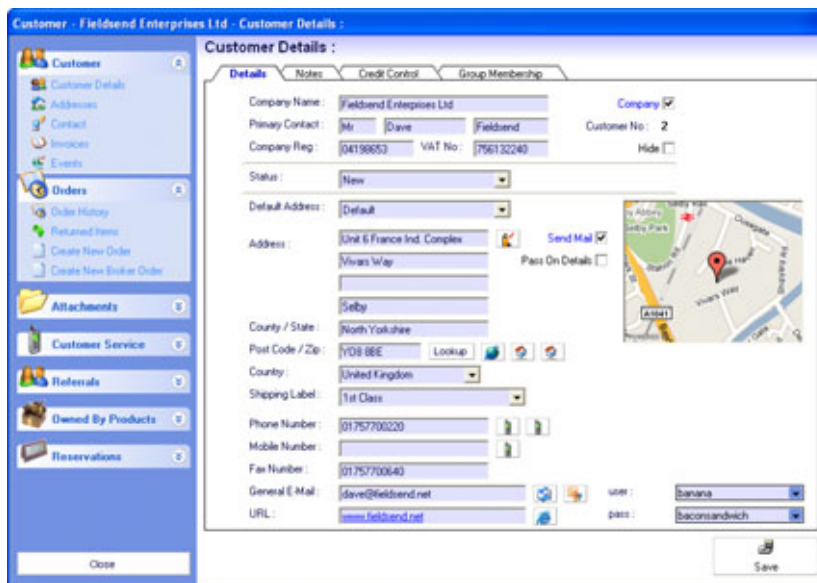 Customer - Fieldsend Enterprises Ltd - Customer Details :
Customer
Customer Details
Addresses
Contact
Invoices
Events
Orders
Order History
Returned Items
Create New Order
Create New Broker Order
Attachments
Customer Service
Referrals
Owned By Products
Reservations
Close
Customer Details :
Details Notes Credit Control Group Membership
Company Name : Fieldsend Enterprises Ltd Company
Primary Contact : Mr Dave Fieldsend Customer No : 2
Company Reg : 04198653 VAT No : 756132240 Hide
Status : New
Default Address : Default
Address : Unit 6 France Ind. Complex Send Mail
Vivars Way Pass On Details
Selby
County / State : North Yorkshire
Post Code / Zip : YO8 8BE Lookup
Country : United Kingdom
Shipping Label : 1st Class
Phone Number : 01757700220
Mobile Number :
Fax Number : 01757700640
General E-Mail : dave@fieldsend.net user : banana
URL : www.fieldsend.net pass : baconsandwich
Save
Selby Park
Ousegate
Vivars Way
A1041